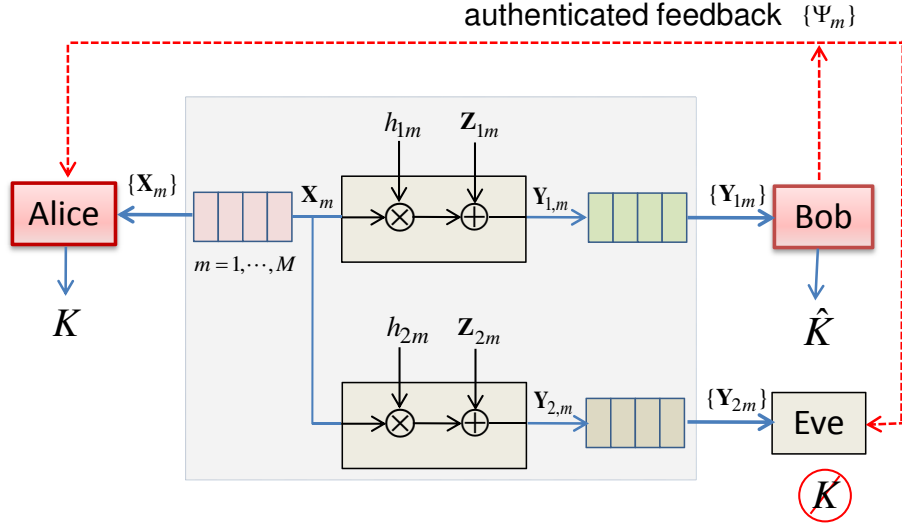 authenticated feedback {Ψₘ}
h₁ₘ Z₁ₘ
{Xₘ} Xₘ Y₁,ₘ {Y₁ₘ}
Alice Bob
m = 1, ⋯, M
K K̂
h₂ₘ Z₂ₘ
Y₂,ₘ {Y₂ₘ}
Eve
K